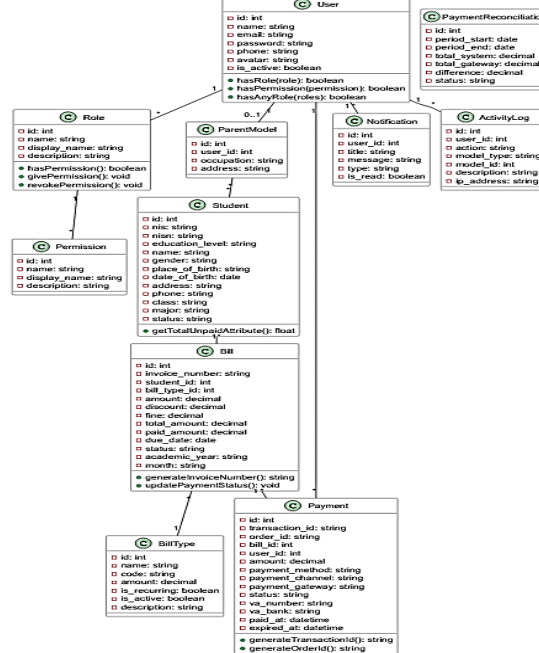 C User
id: int
name: string
email: string
password: string
phone: string
avatar: string
is_active: boolean
hasRole(role): boolean
hasPermission(permission): boolean
hasAnyRole(roles): boolean
C PaymentReconciliatio
id: int
period_start: date
period_end: date
total_system: decimal
total_gateway: decimal
difference: decimal
status: string
1
*
0..1
1
1
*
C Role
id: int
name: string
display_name: string
description: string
hasPermission(): boolean
givePermission(): void
revokePermission(): void
C ParentModel
id: int
user_id: int
occupation: string
address: string
C Notification
id: int
user_id: int
title: string
message: string
type: string
is_read: boolean
C ActivityLog
id: int
user_id: int
action: string
model_type: string
model_id: int
description: string
ip_address: string
1
*
C Permission
id: int
name: string
display_name: string
description: string
C Student
id: int
nis: string
nisn: string
education_level: string
name: string
gender: string
place_of_birth: string
date_of_birth: date
address: string
phone: string
class: string
major: string
status: string
getTotalUnpaidAttribute(): float
C Bill
id: int
invoice_number: string
student_id: int
bill_type_id: int
amount: decimal
discount: decimal
fine: decimal
total_amount: decimal
paid_amount: decimal
due_date: date
status: string
academic_year: string
month: string
generateInvoiceNumber(): string
updatePaymentStatus(): void
*
1
1
*
C BillType
id: int
name: string
code: string
amount: decimal
is_recurring: boolean
is_active: boolean
description: string
C Payment
id: int
transaction_id: string
order_id: string
bill_id: int
user_id: int
amount: decimal
payment_method: string
payment_channel: string
payment_gateway: string
status: string
va_number: string
va_bank: string
paid_at: datetime
expired_at: datetime
generateTransactionId(): string
generateOrderId(): string